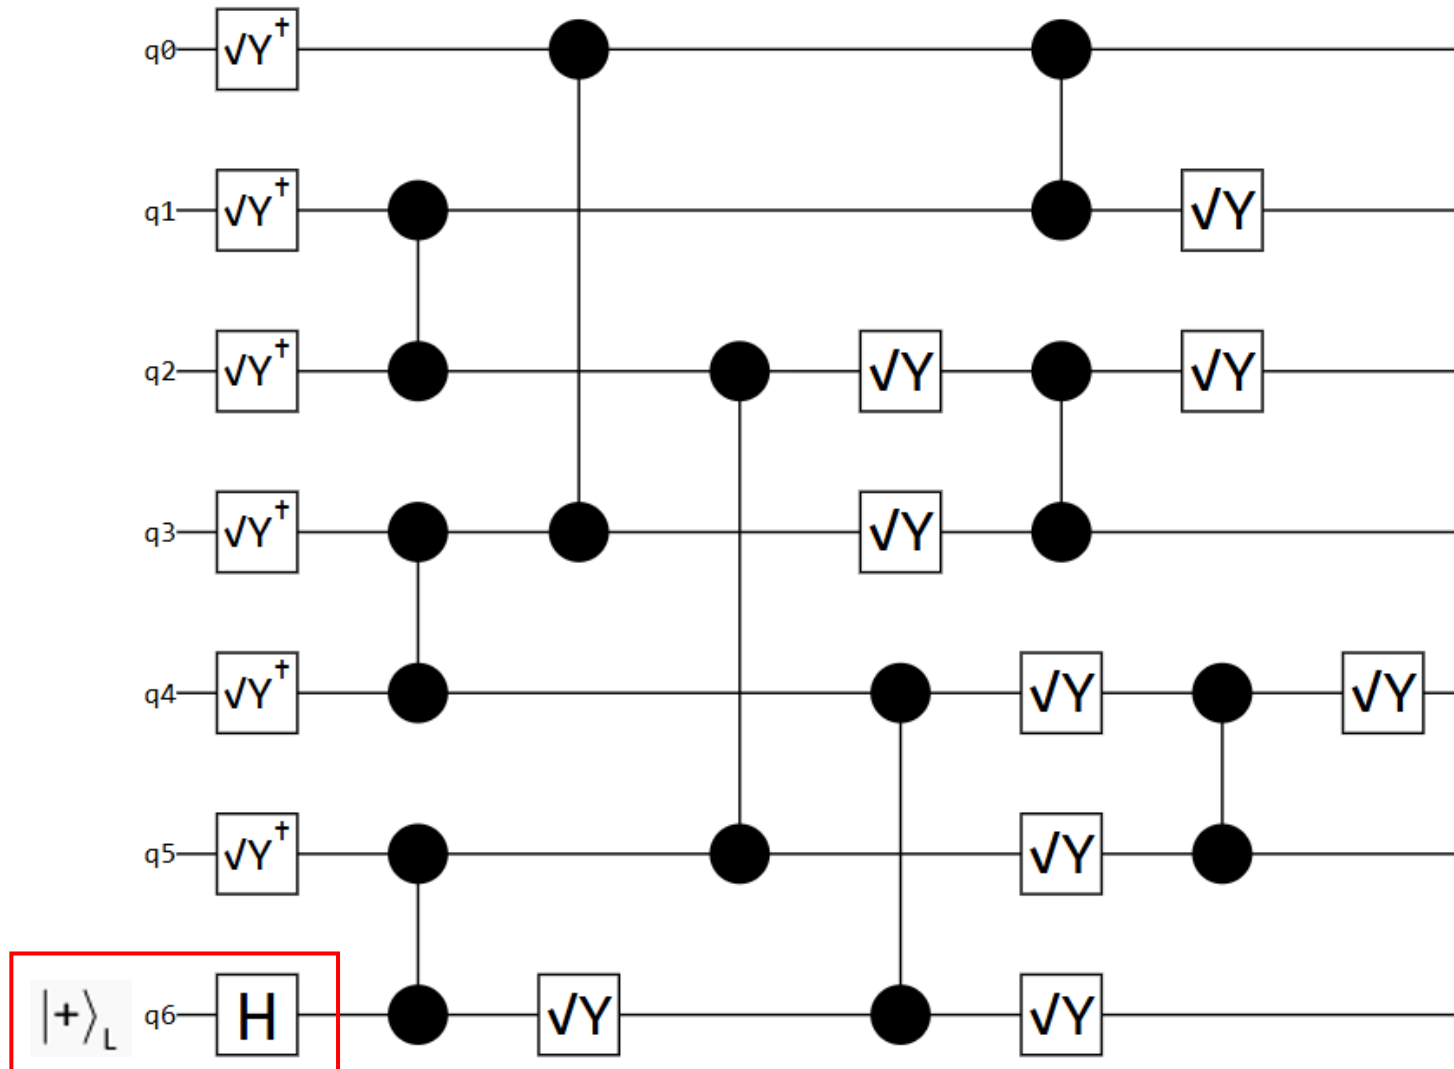 q0 √Y†
q1 √Y† √Y
q2 √Y† √Y √Y
q3 √Y† √Y
q4 √Y† √Y √Y
q5 √Y† √Y
|+⟩L q6 H √Y √Y